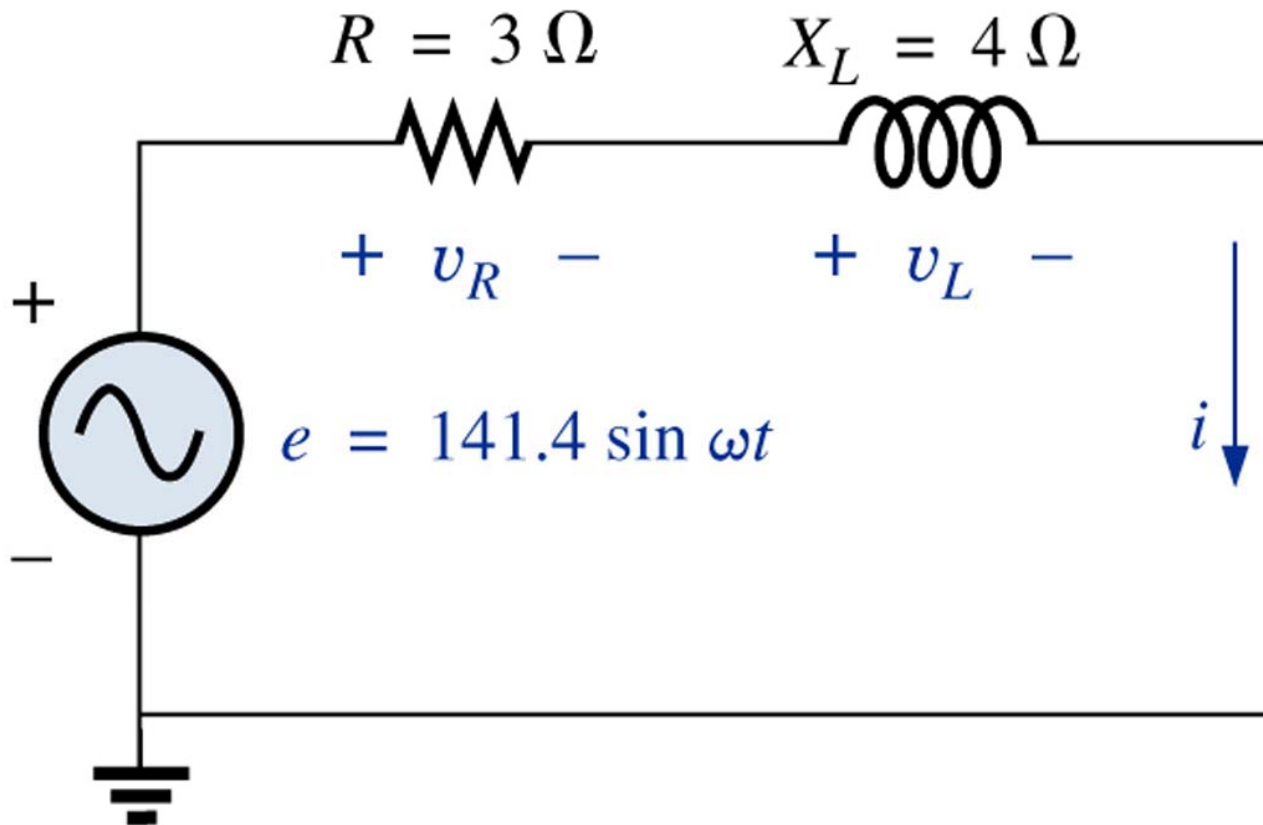 R = 3 Ω
X_L = 4 Ω
+ v_R −
+ v_L −
+
e = 141.4 sin ωt
i
−